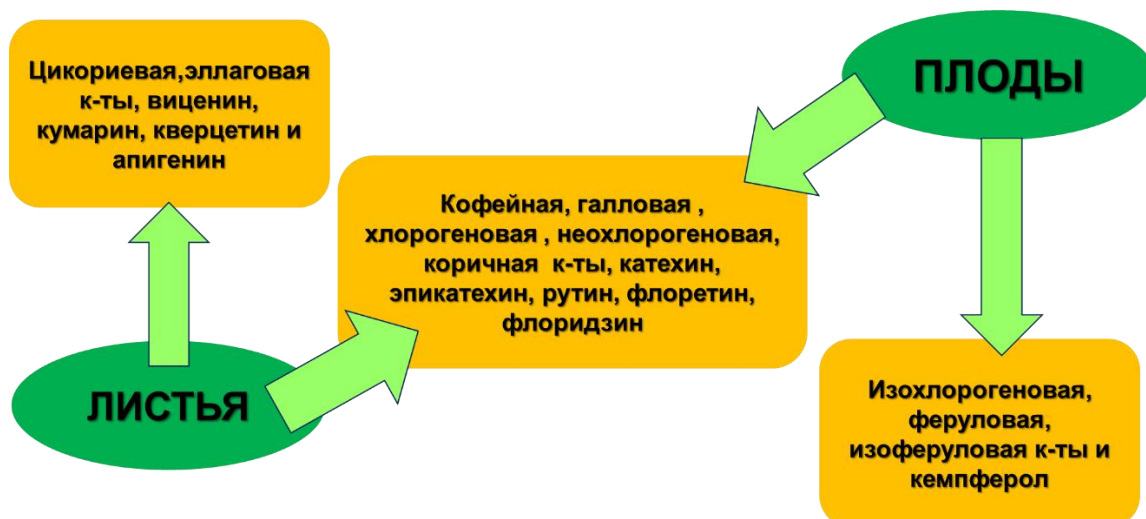 Цикориевая,эллаговая
к-ты, виценин,
кумарин, кверцетин и
апигенин
ПЛОДЫ
Кофейная, галловая ,
хлорогеновая , неохлорогеновая,
коричная к-ты, катехин,
эпикатехин, рутин, флоретин,
флоридзин
ЛИСТЬЯ
Изохлорогеновая,
феруловая,
изоферуловая к-ты и
кемпферол